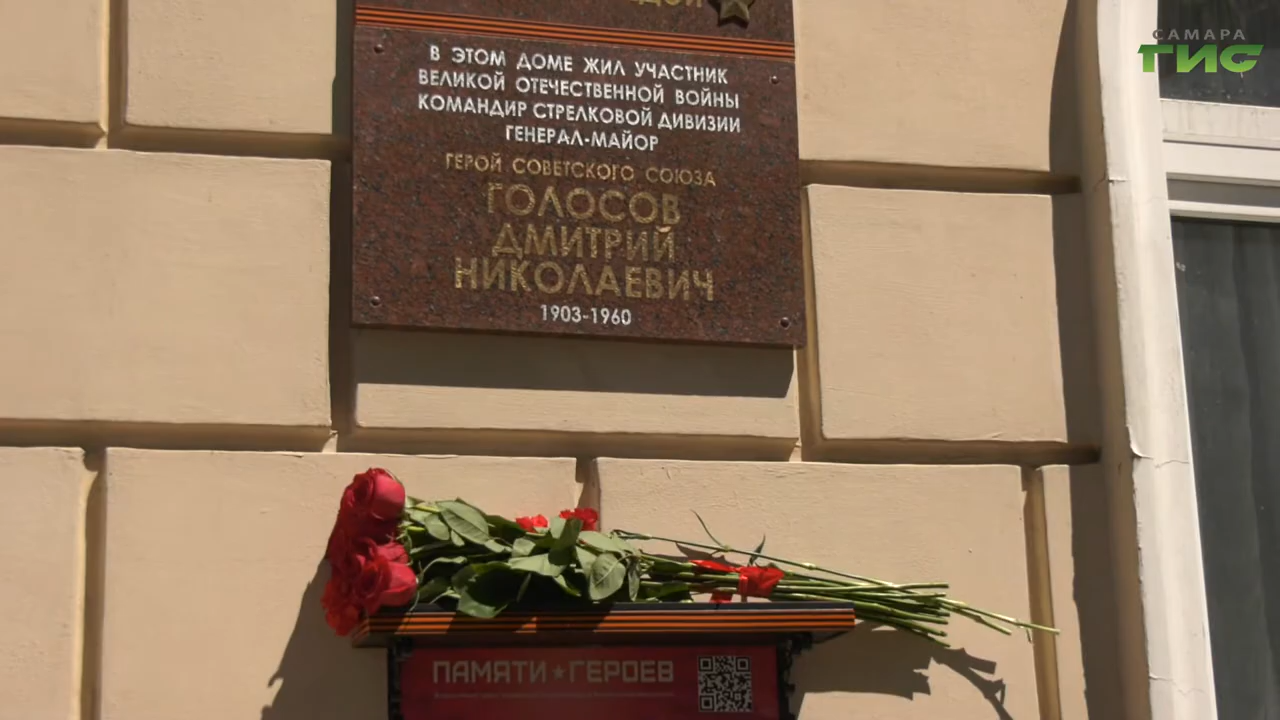 САМАРА
ТИС
В ЭТОМ ДОМЕ ЖИЛ УЧАСТНИК
ВЕЛИКОЙ ОТЕЧЕСТВЕННОЙ ВОЙНЫ
КОМАНДИР СТРЕЛКОВОЙ ДИВИЗИИ
ГЕНЕРАЛ-МАЙОР
ГЕРОЙ СОВЕТСКОГО СОЮЗА
ГОЛОСОВ
ДМИТРИЙ
НИКОЛАЕВИЧ
1903-1960
ПАМЯТИ ГЕРОЕВ